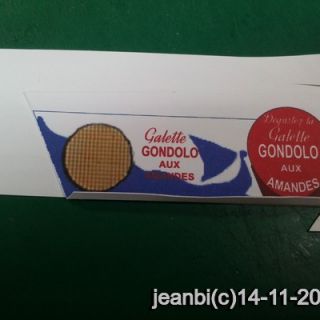 Galette
GONDOLO
AUX
AMANDES
Dégustez la
Galette
GONDOLO
AUX
AMANDES
jeanbi(c)14-11-20